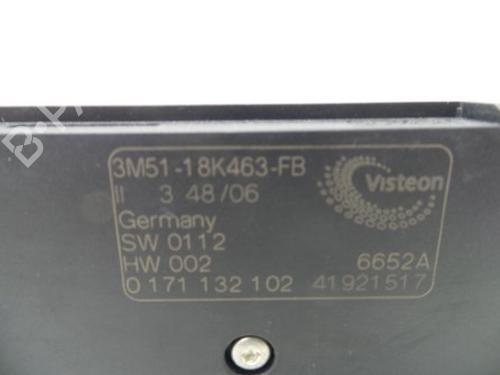 3M51-18K463-FB
II 3 48/06
Visteon
Germany
SW 0112
HW 002 6652A
0 171 132 102 41921517